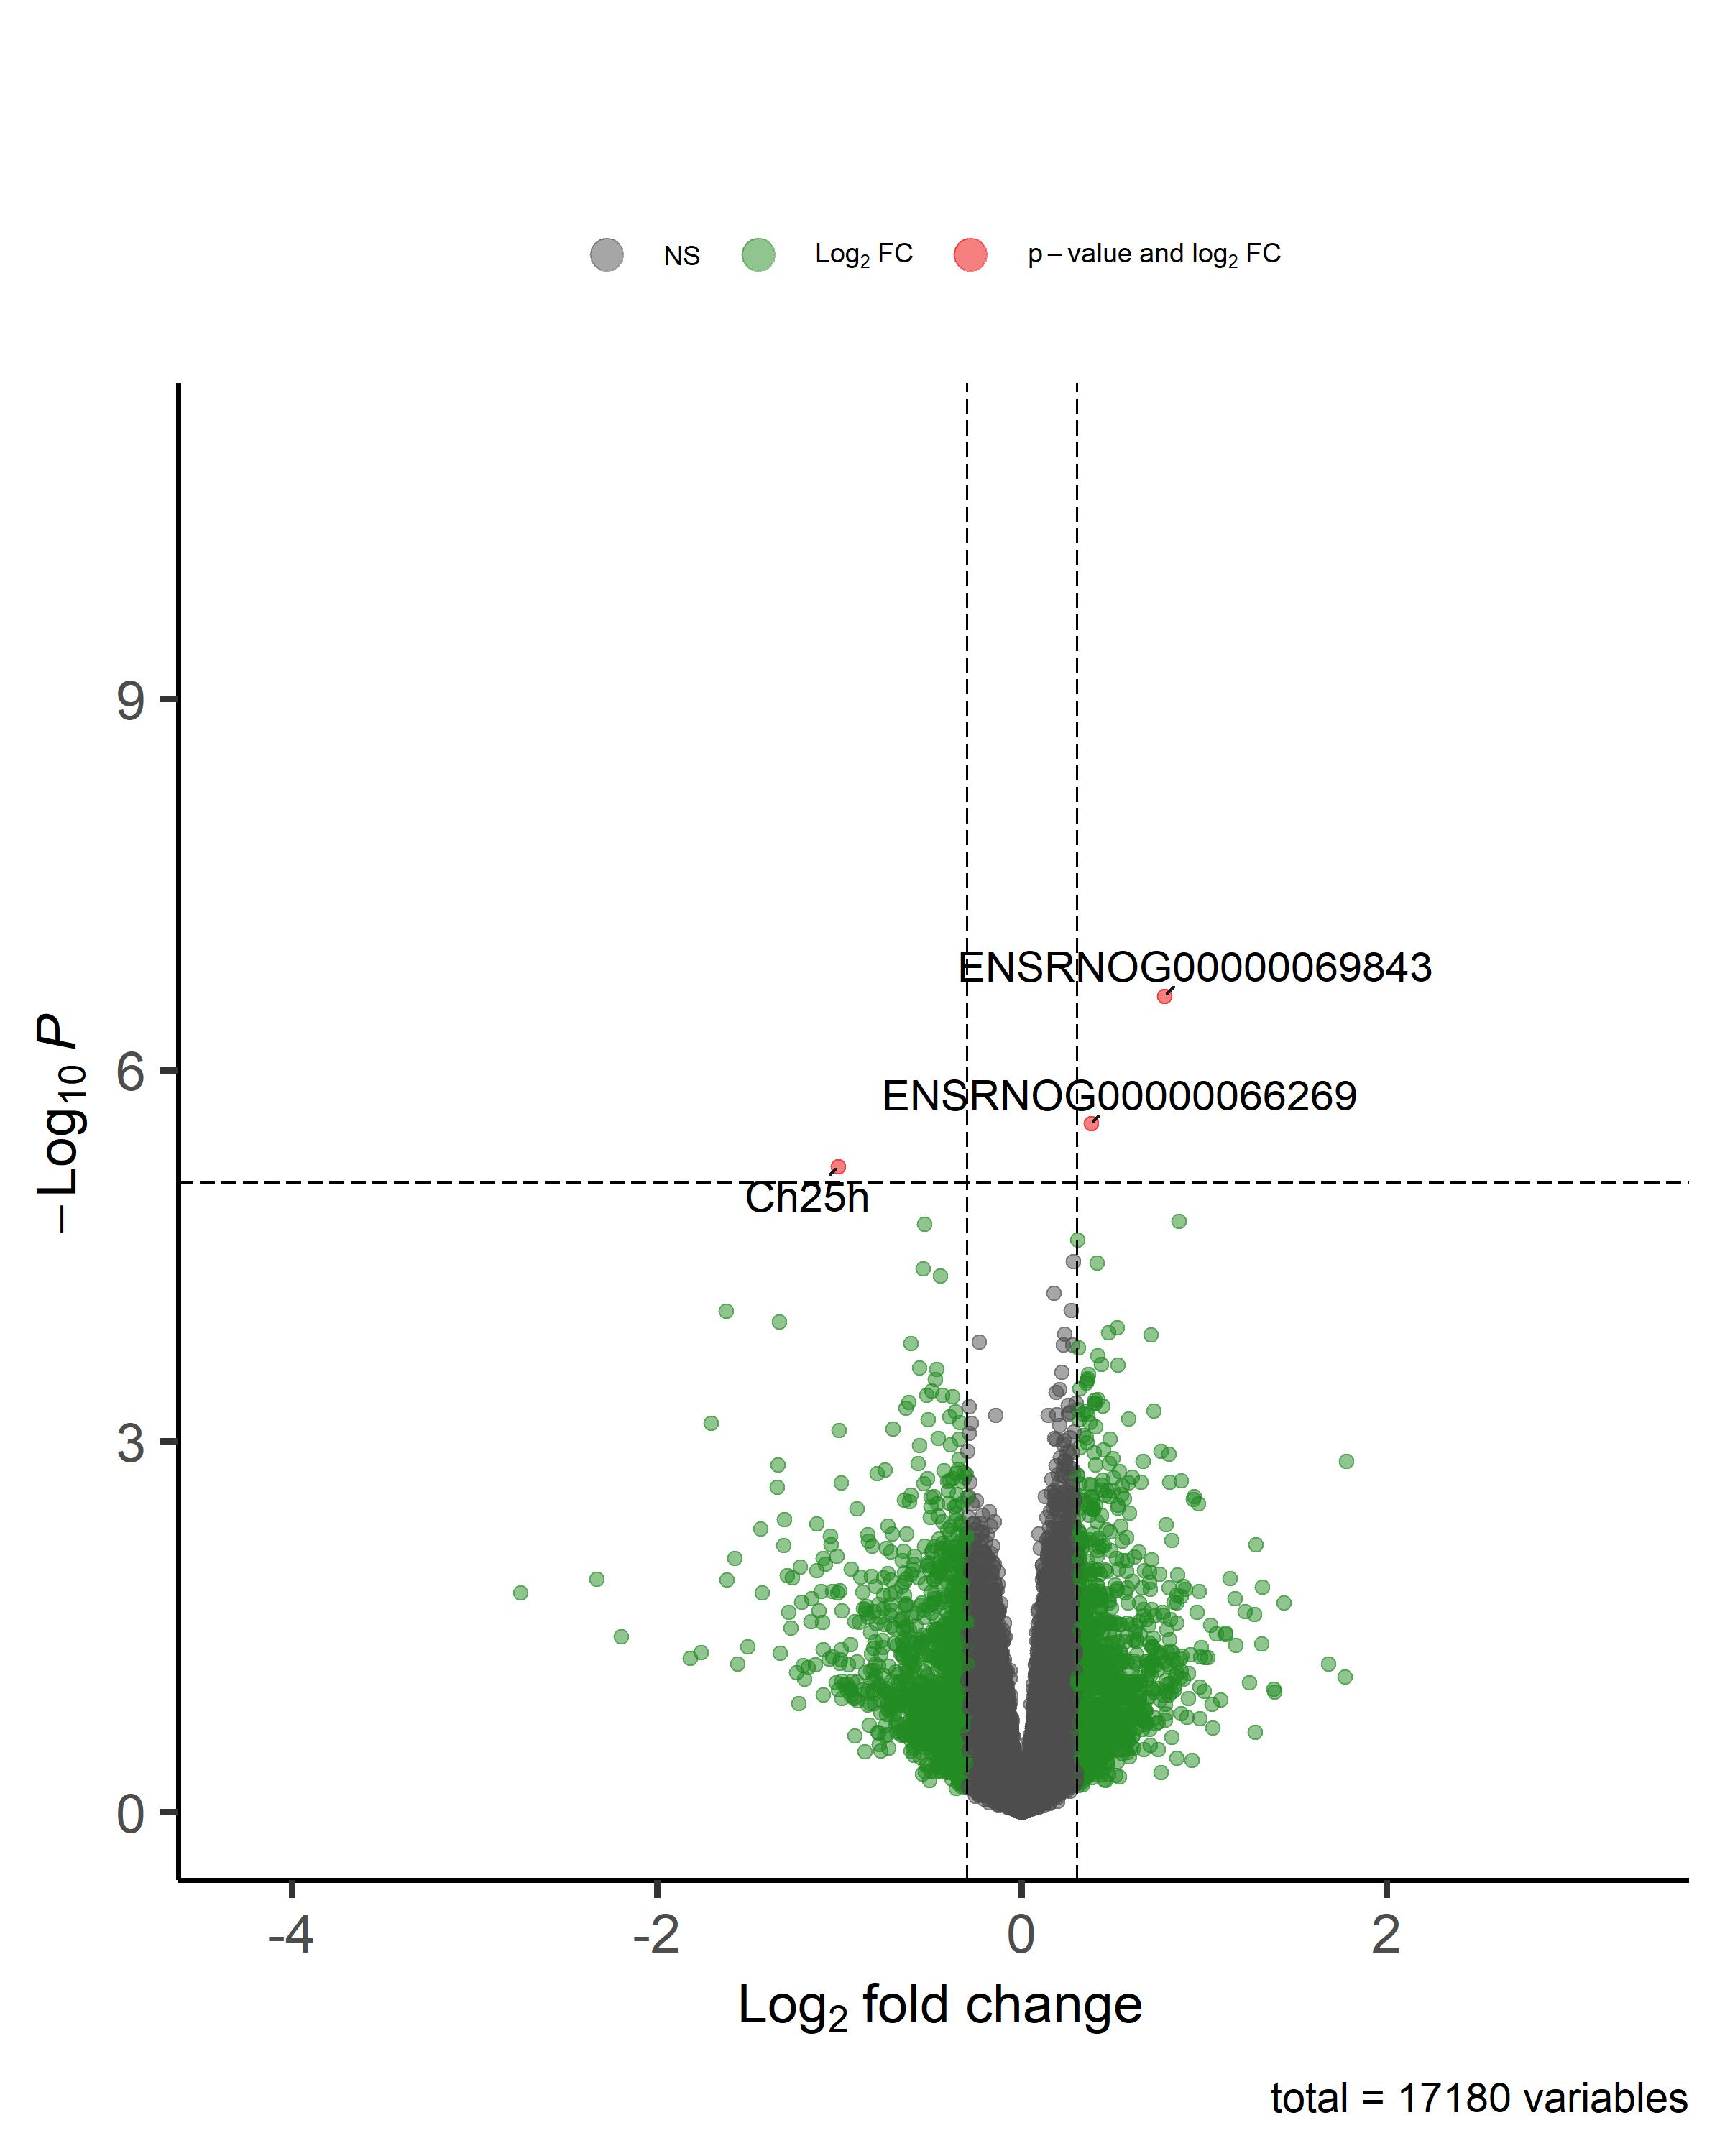 NS Log₂ FC p − value and log₂ FC
9
ENSRNOG00000069843
6
ENSRNOG00000066269
Ch25h
−Log₁₀ P
3
0
-4 -2 0 2
Log₂ fold change
total = 17180 variables